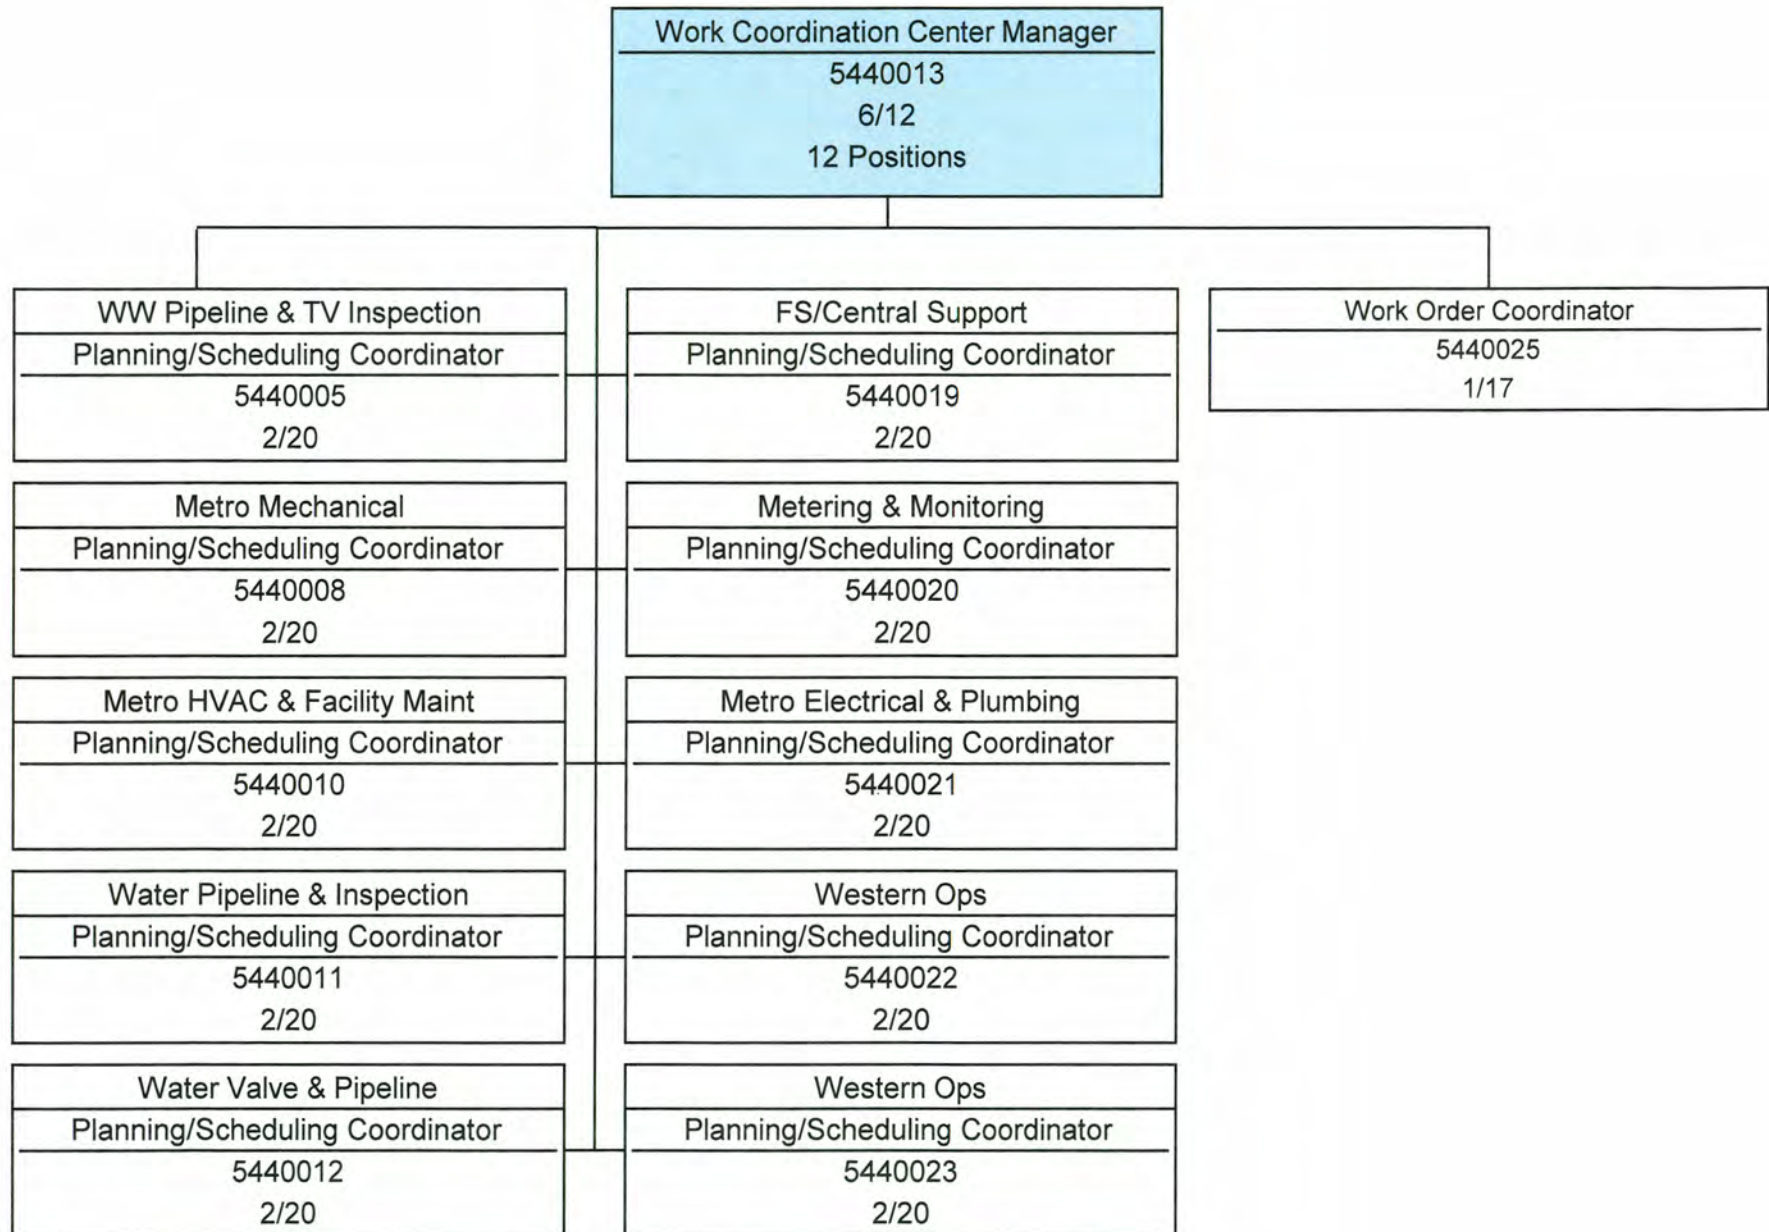 Work Coordination Center Manager
5440013
6/12
12 Positions
WW Pipeline & TV Inspection
Planning/Scheduling Coordinator
5440005
2/20
Metro Mechanical
Planning/Scheduling Coordinator
5440008
2/20
Metro HVAC & Facility Maint
Planning/Scheduling Coordinator
5440010
2/20
Water Pipeline & Inspection
Planning/Scheduling Coordinator
5440011
2/20
Water Valve & Pipeline
Planning/Scheduling Coordinator
5440012
2/20
FS/Central Support
Planning/Scheduling Coordinator
5440019
2/20
Metering & Monitoring
Planning/Scheduling Coordinator
5440020
2/20
Metro Electrical & Plumbing
Planning/Scheduling Coordinator
5440021
2/20
Western Ops
Planning/Scheduling Coordinator
5440022
2/20
Western Ops
Planning/Scheduling Coordinator
5440023
2/20
Work Order Coordinator
5440025
1/17